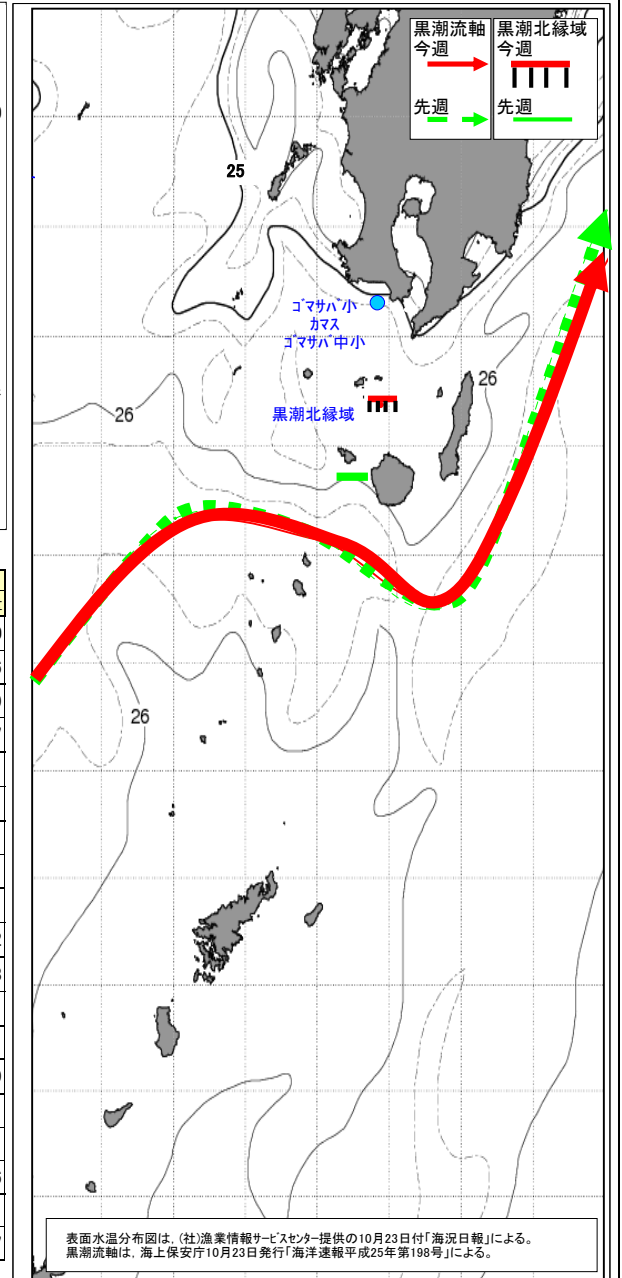 黒潮流軸
今週
先週
黒潮北縁域
今週
先週
25
ゴマサバ小
カマス
ゴマサバ中小
26
26
黒潮北縁域
26
表面水温分布図は, (社)漁業情報サービスセンター提供の10月23日付「海況日報」による。
黒潮流軸は, 海上保安庁10月23日発行「海洋速報平成25年第198号」による。